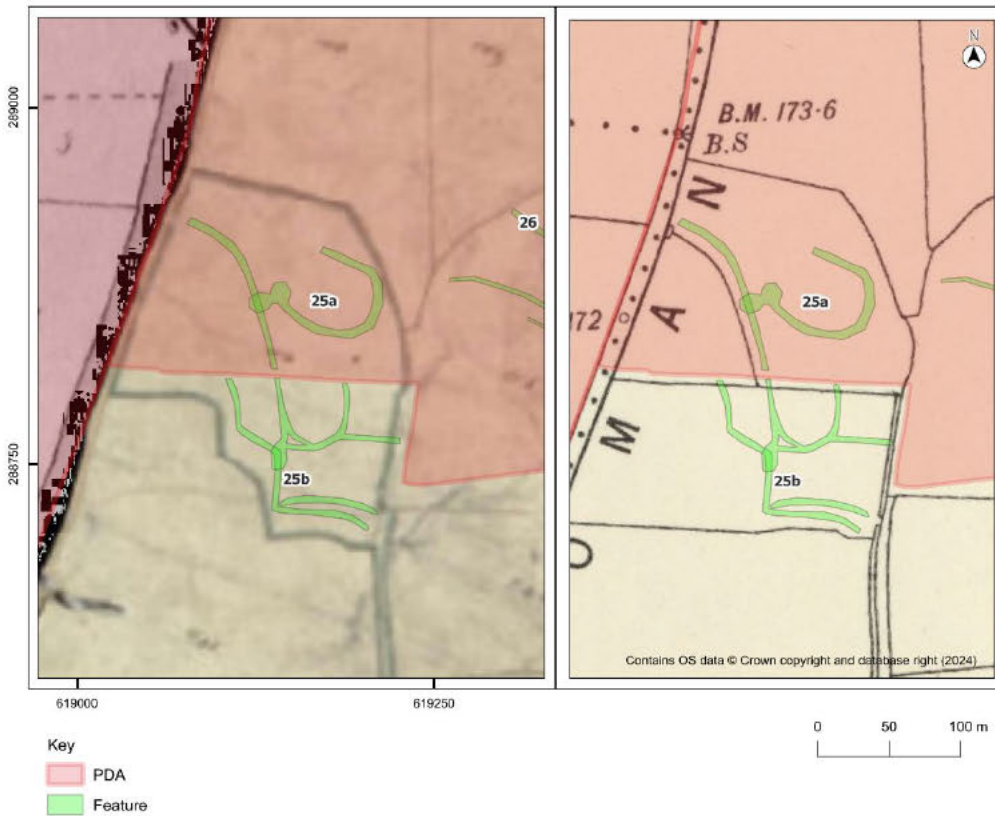 289000
288750
26
25a
25b
619000
619250
B.M. 173·6
B.S
N
A
M
O
172
25a
25b
N
Contains OS data © Crown copyright and database right (2024)
0 50 100 m
Key
PDA
Feature